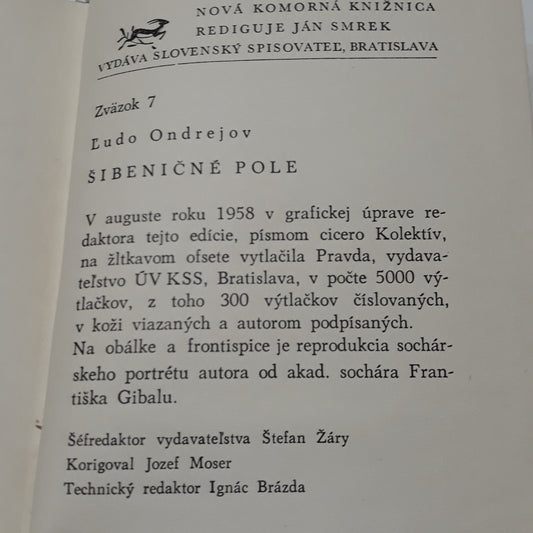 NOVÁ KOMORNÁ KNIŽNICA
REDIGUJE JÁN SMREK
VYDÁVA SLOVENSKÝ SPISOVATEĽ, BRATISLAVA
Zväzok 7
Ľudo Ondrejov
ŠIBENIČNÉ POLE
V auguste roku 1958 v grafickej úprave re-
daktora tejto edície, písmom cicero Kolektív,
na žltkavom ofsete vytlačila Pravda, vydava-
teľstvo ÚV KSS, Bratislava, v počte 5000 vý-
tlačkov, z toho 300 výtlačkov číslovaných,
v koži viazaných a autorom podpísaných.
Na obálke a frontispice je reprodukcia sochár-
skeho portrétu autora od akad. sochára Fran-
tiška Gibalu.
Šéfredaktor vydavateľstva Štefan Žáry
Korigoval Jozef Moser
Technický redaktor Ignác Brázda